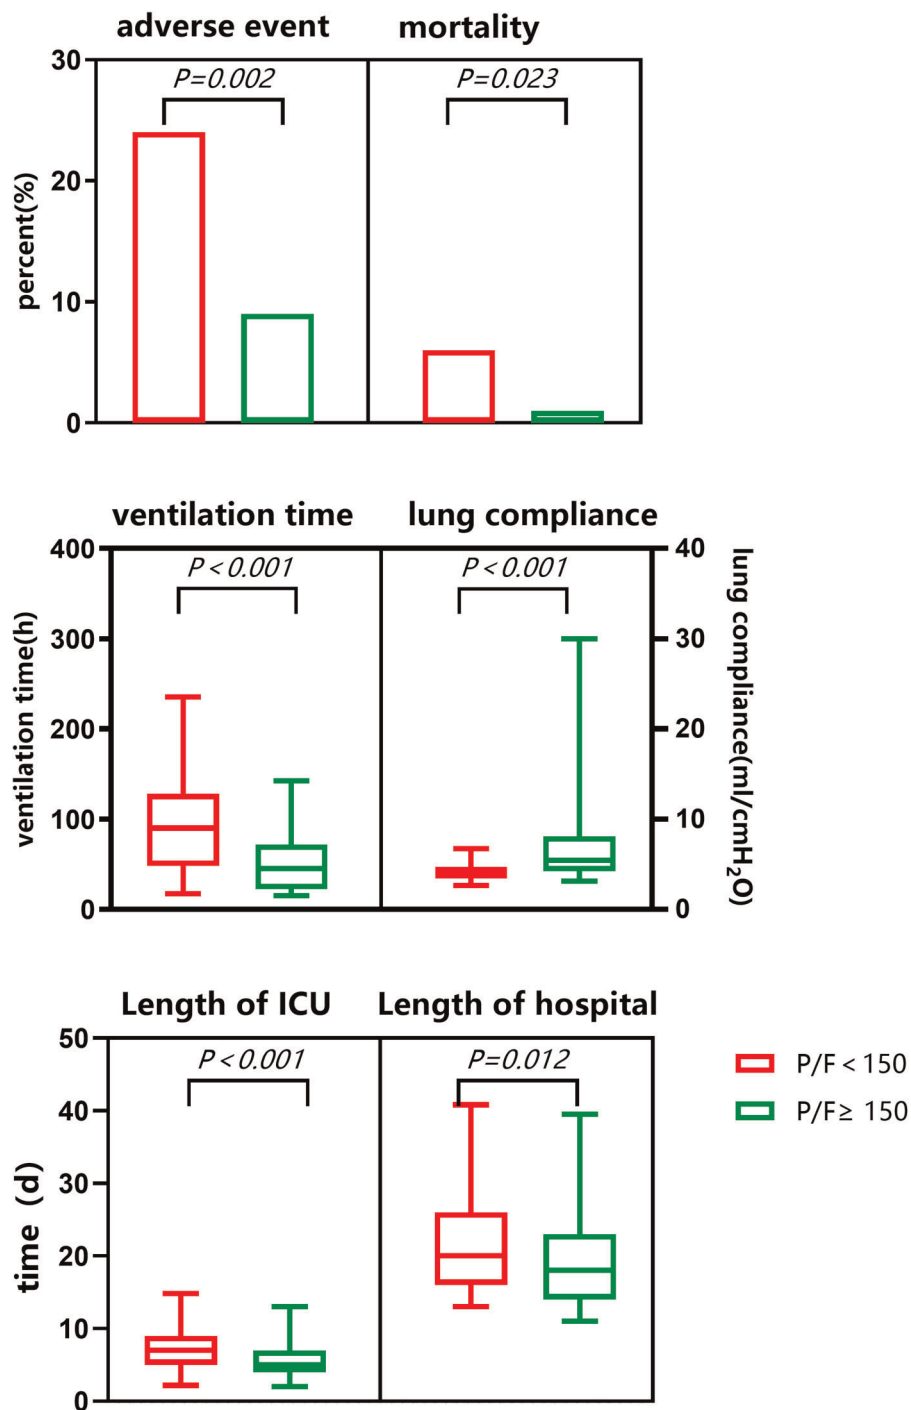 adverse event mortality
30
P=0.002 P=0.023
20
percent(%)
10
0
ventilation time lung compliance
400 40
P<0.001 P<0.001
300 30
ventilation time(h)
lung compliance(ml/cmH₂O)
200 20
100 10
0 0
Length of ICU Length of hospital
50
P<0.001 P=0.012
P/F<150
40
P/F≥ 150
30
time (d)
20
10
0